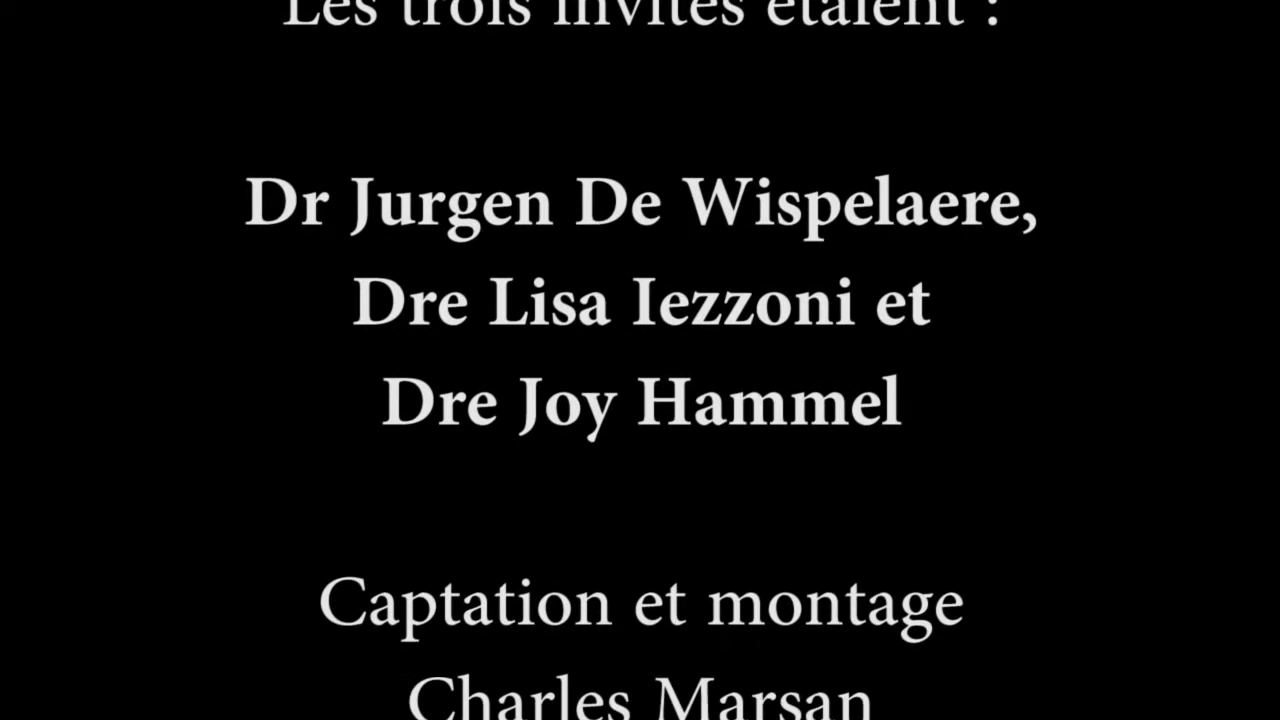 Les trois invités étaient :
Dr Jurgen De Wispelaere,
Dre Lisa Iezzoni et
Dre Joy Hammel
Captation et montage
Charles Marsan